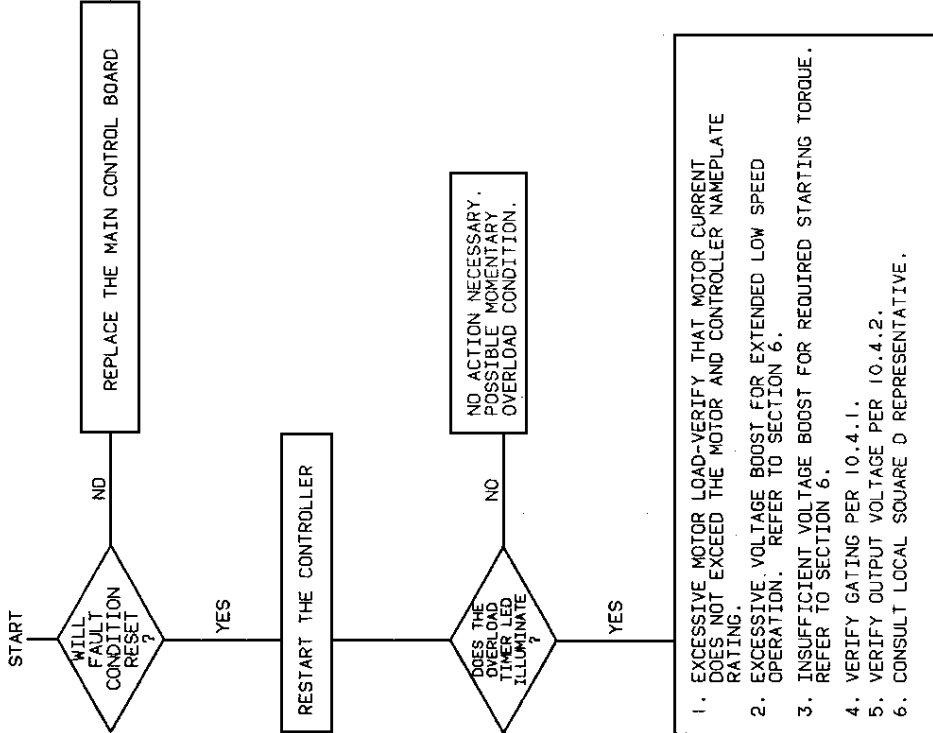 START
WILL
FAULT
CONDITION
RESET
?
NO
REPLACE THE MAIN CONTROL BOARD
YES
RESTART THE CONTROLLER
DOES THE
OVERLOAD
TIMER LED
ILLUMINATE
?
NO
NO ACTION NECESSARY.
POSSIBLE MOMENTARY
OVERLOAD CONDITION.
YES
1. EXCESSIVE MOTOR LOAD-VERIFY THAT MOTOR CURRENT
DOES NOT EXCEED THE MOTOR AND CONTROLLER NAMEPLATE
RATING.
2. EXCESSIVE VOLTAGE BOOST FOR EXTENDED LOW SPEED
OPERATION. REFER TO SECTION 6.
3. INSUFFICIENT VOLTAGE BOOST FOR REQUIRED STARTING TORQUE.
REFER TO SECTION 6.
4. VERIFY GATING PER 10.4.1.
5. VERIFY OUTPUT VOLTAGE PER 10.4.2.
6. CONSULT LOCAL SQUARE D REPRESENTATIVE.